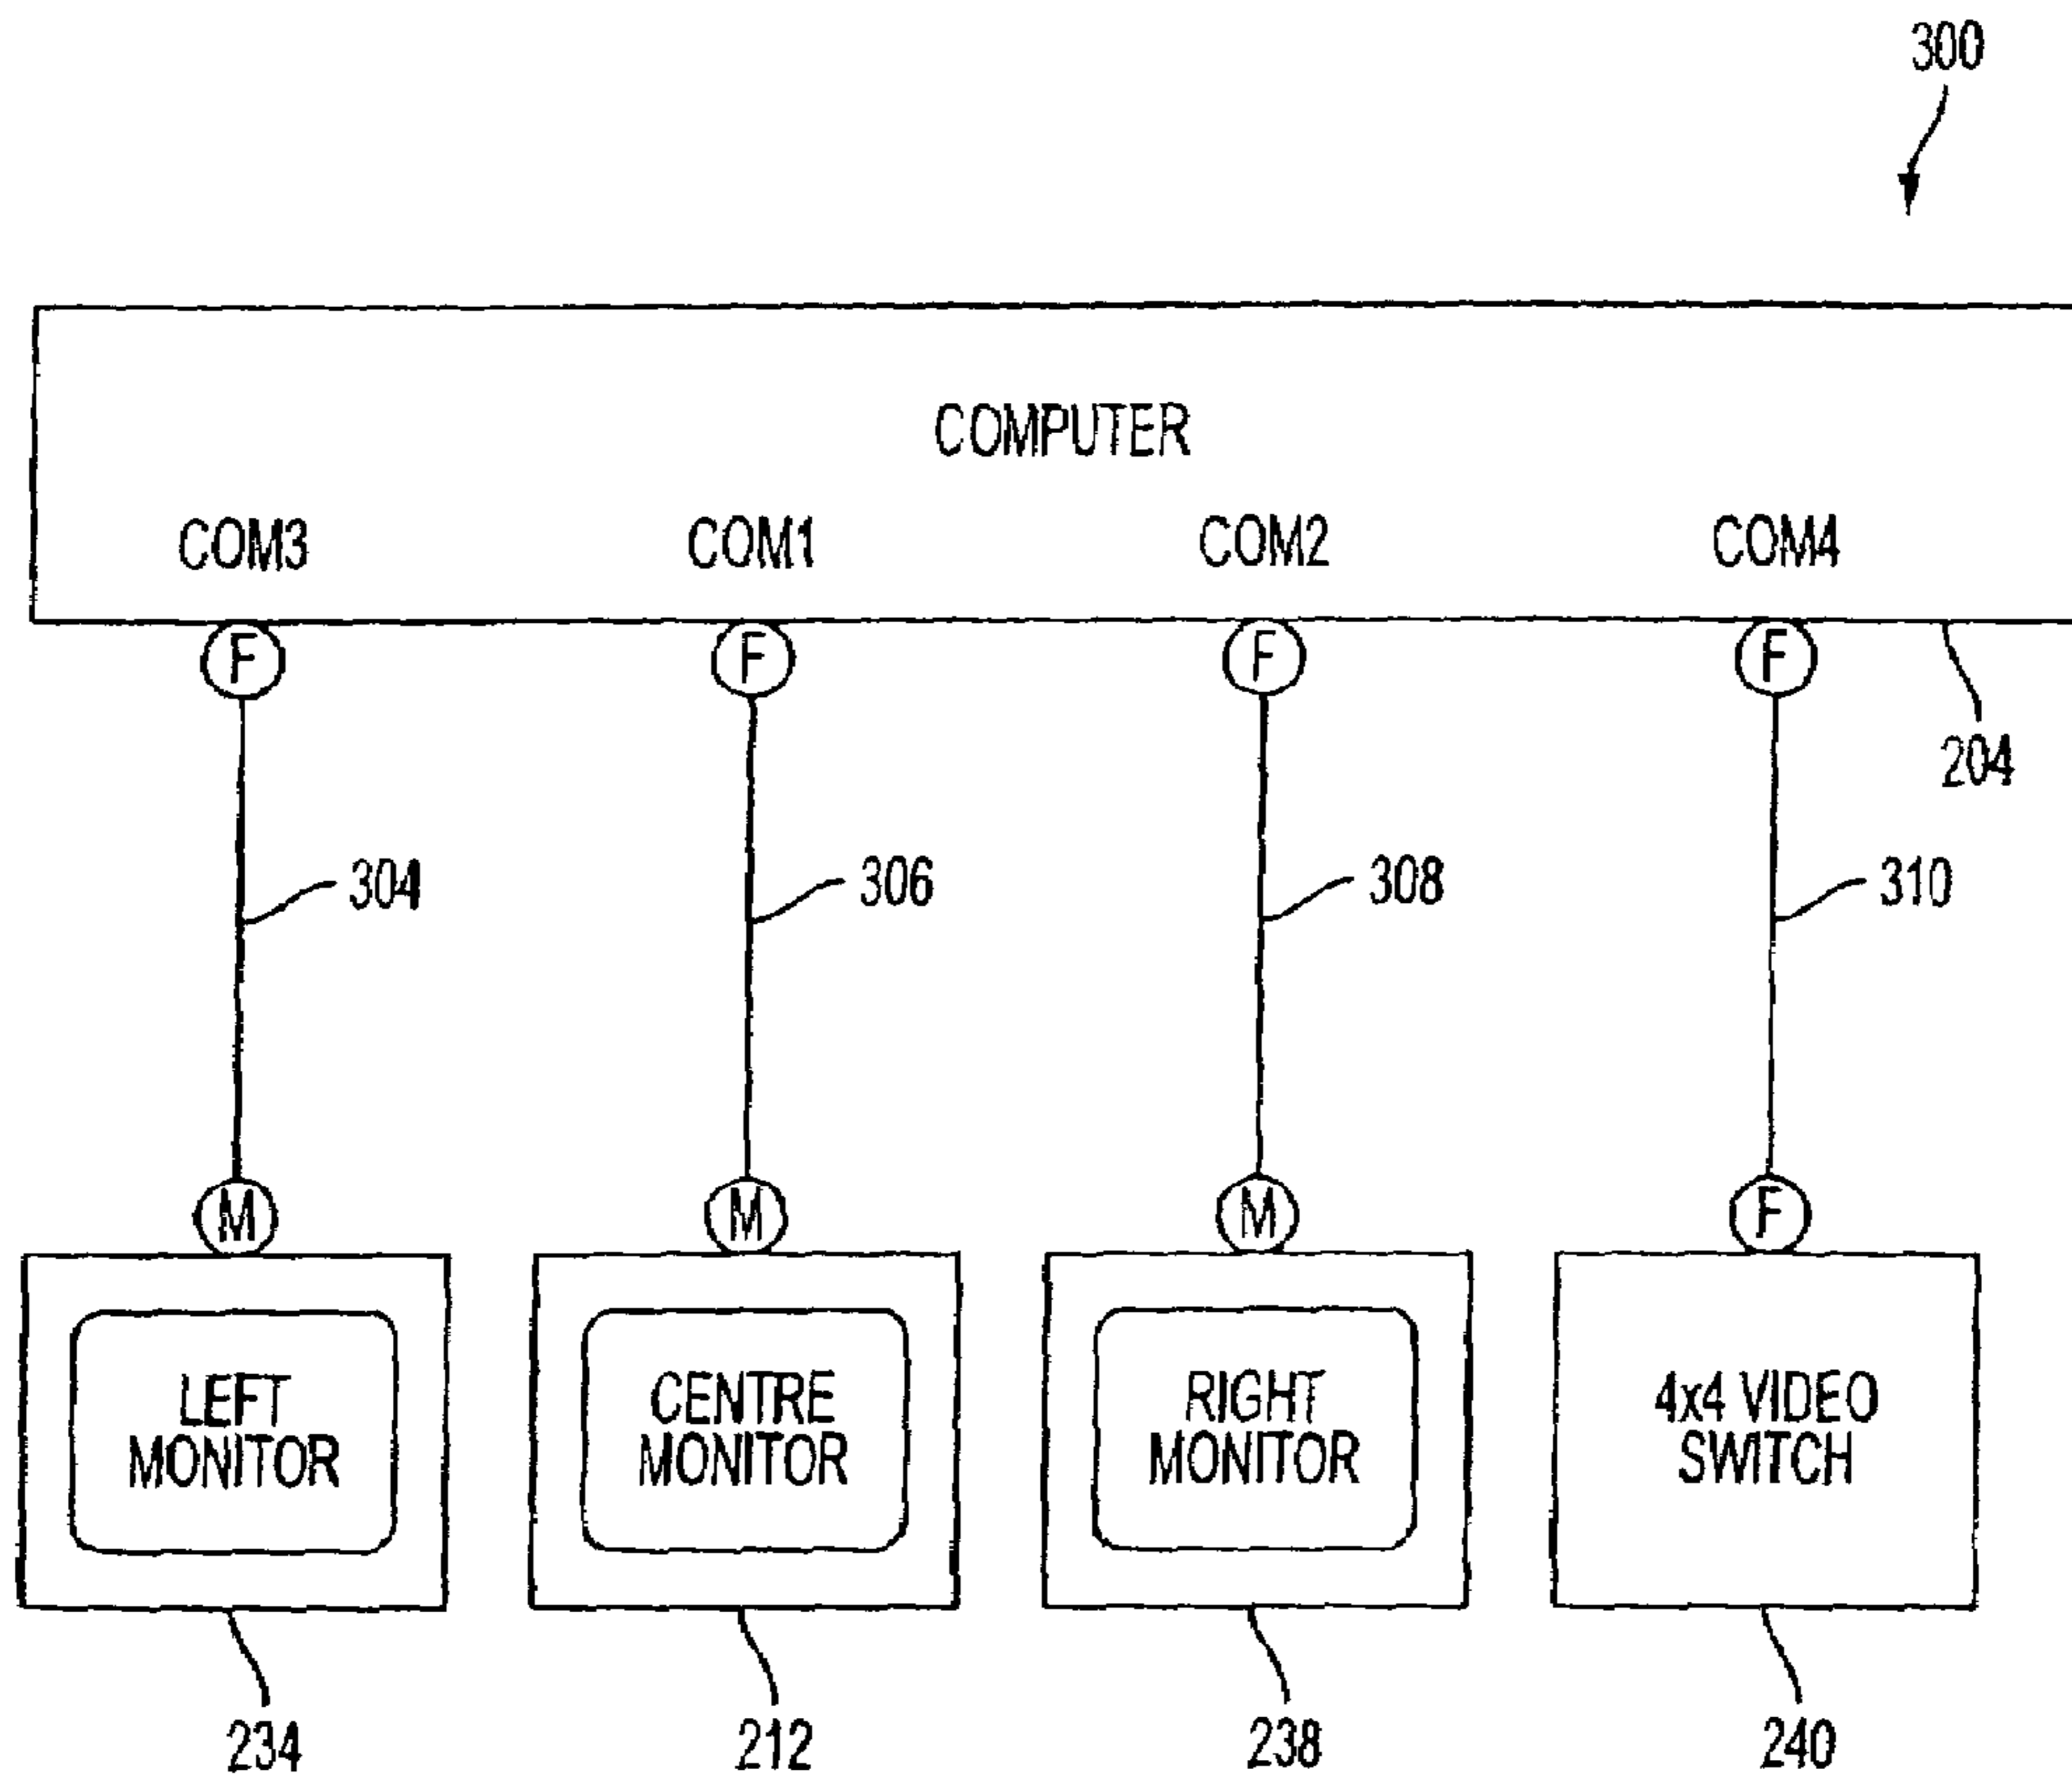 300
COMPUTER
COM3 COM1 COM2 COM4
F F F F
204
304 306 308 310
M M M F
LEFT
MONITOR
CENTRE
MONITOR
RIGHT
MONITOR
4x4 VIDEO
SWITCH
234 212 238 240